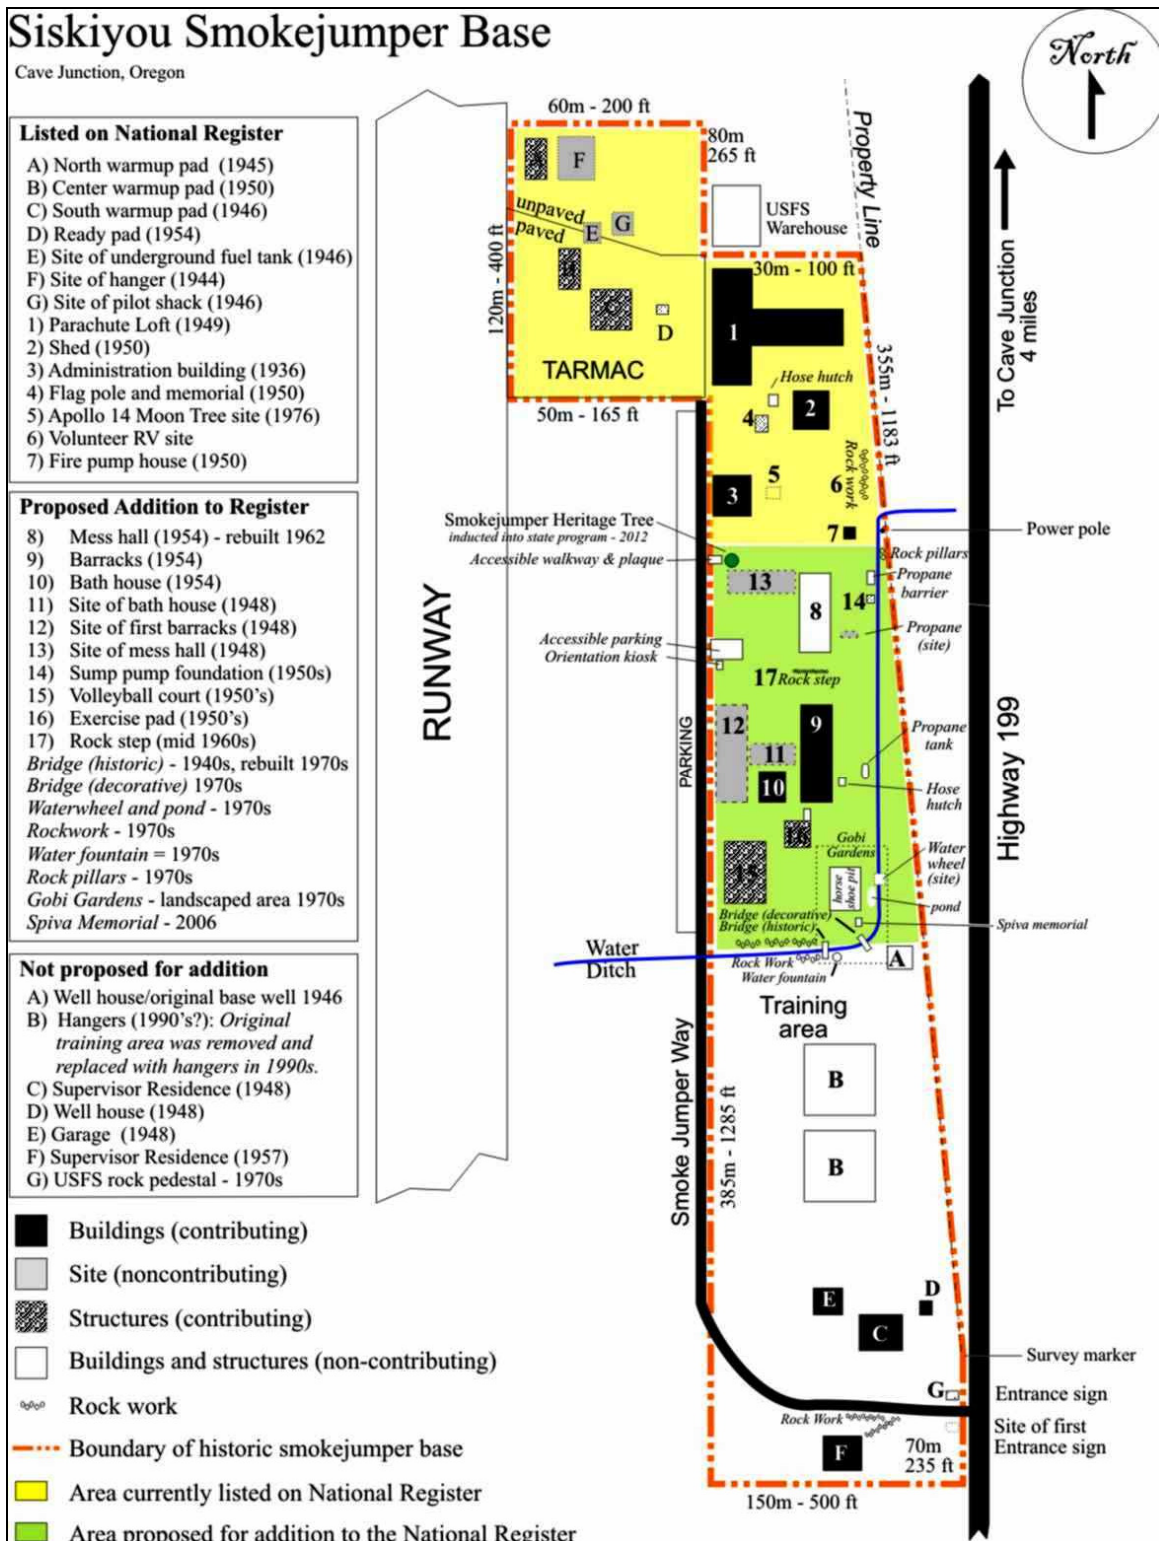 Siskiyou Smokejumper Base
Cave Junction, Oregon
North
Listed on National Register
A) North warmup pad (1945)
B) Center warmup pad (1950)
C) South warmup pad (1946)
D) Ready pad (1954)
E) Site of underground fuel tank (1946)
F) Site of hanger (1944)
G) Site of pilot shack (1946)
1) Parachute Loft (1949)
2) Shed (1950)
3) Administration building (1936)
4) Flag pole and memorial (1950)
5) Apollo 14 Moon Tree site (1976)
6) Volunteer RV site
7) Fire pump house (1950)
Proposed Addition to Register
8) Mess hall (1954) - rebuilt 1962
9) Barracks (1954)
10) Bath house (1954)
11) Site of bath house (1948)
12) Site of first barracks (1948)
13) Site of mess hall (1948)
14) Sump pump foundation (1950s)
15) Volleyball court (1950's)
16) Exercise pad (1950's)
17) Rock step (mid 1960s)
Bridge (historic) - 1940s, rebuilt 1970s
Bridge (decorative) 1970s
Waterwheel and pond - 1970s
Rockwork - 1970s
Water fountain = 1970s
Rock pillars - 1970s
Gobi Gardens - landscaped area 1970s
Spiva Memorial - 2006
Not proposed for addition
A) Well house/original base well 1946
B) Hangers (1990's?): Original
training area was removed and
replaced with hangers in 1990s.
C) Supervisor Residence (1948)
D) Well house (1948)
E) Garage (1948)
F) Supervisor Residence (1957)
G) USFS rock pedestal - 1970s
Buildings (contributing)
Site (noncontributing)
Structures (contributing)
Buildings and structures (non-contributing)
Rock work
Boundary of historic smokejumper base
Area currently listed on National Register
Area proposed for addition to the National Register
RUNWAY
60m - 200 ft
80m
265 ft
A
F
unpaved
paved
E
G
B
C
D
120m - 400 ft
TARMAC
50m - 165 ft
USFS
Warehouse
Property Line
30m - 100 ft
To Cave Junction
4 miles
1
355m - 1183 ft
Hose hutch
2
4
Rock work
3
5
6
7
Smokejumper Heritage Tree
inducted into state program - 2012
Accessible walkway & plaque
Power pole
Rock pillars
Propane
barrier
13
8
14
Propane
(site)
Accessible parking
Orientation kiosk
17
Rock step
PARKING
12
9
11
10
Propane
tank
Hose
hutch
Highway 199
16
15
Gobi
Gardens
Water
wheel
(site)
horse
shoe pit
pond
Bridge (decorative)
Bridge (historic)
Spiva memorial
Water
Ditch
Rock Work
Water fountain
A
Training
area
B
B
Smoke Jumper Way
385m - 1285 ft
E
D
C
Survey marker
G
Entrance sign
Rock Work
Site of first
Entrance sign
F
70m
235 ft
150m - 500 ft